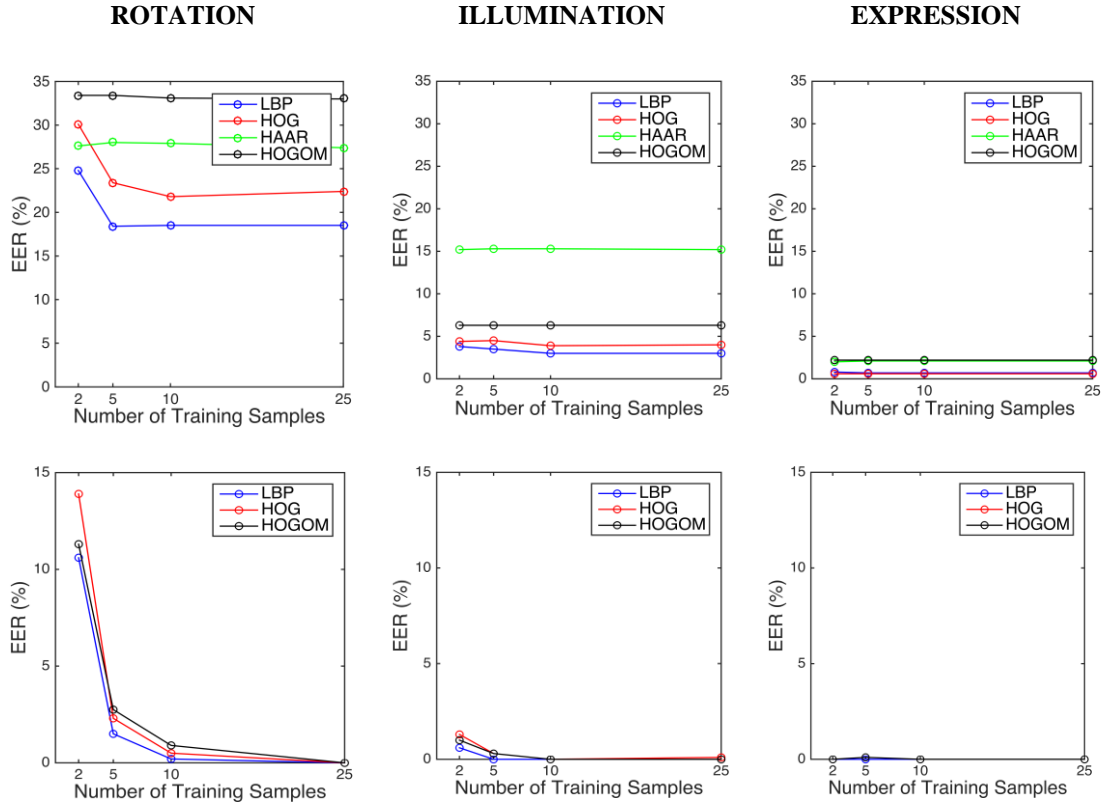 ROTATION ILLUMINATION EXPRESSION
35
30
25
20
15
10
5
0
EER (%)
LBP
HOG
HAAR
HOGOM
2 5 10 25
Number of Training Samples
35
30
25
20
15
10
5
0
EER (%)
LBP
HOG
HAAR
HOGOM
2 5 10 25
Number of Training Samples
35
30
25
20
15
10
5
0
EER (%)
LBP
HOG
HAAR
HOGOM
2 5 10 25
Number of Training Samples
15
10
5
0
EER (%)
LBP
HOG
HOGOM
2 5 10 25
Number of Training Samples
15
10
5
0
EER (%)
LBP
HOG
HOGOM
2 5 10 25
Number of Training Samples
15
10
5
0
EER (%)
LBP
HOG
HOGOM
2 5 10 25
Number of Training Samples